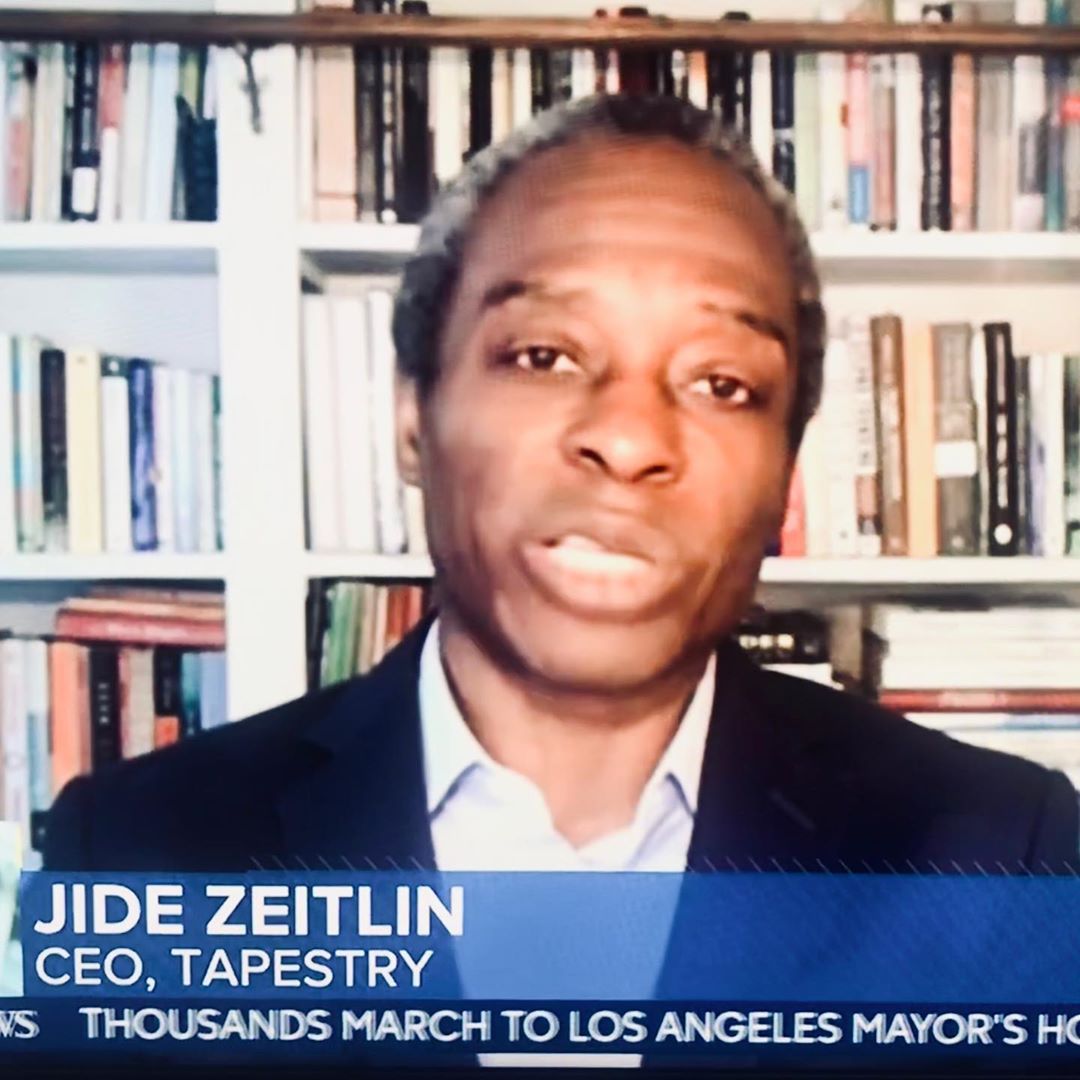 JIDE ZEITLIN
CEO, TAPESTRY
WS THOUSANDS MARCH TO LOS ANGELES MAYOR'S HO